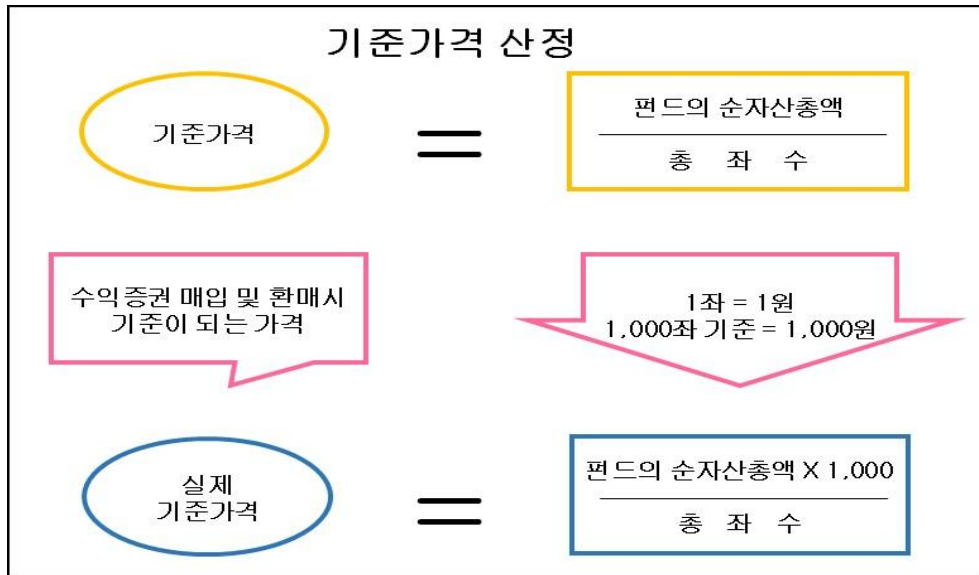 기준가격 산정
기준가격
=
펀드의 순자산총액
총 좌 수
수익증권 매입 및 환매시
기준이 되는 가격
1좌 = 1원
1,000좌 기준 = 1,000원
실제
기준가격
=
펀드의 순자산총액 X 1,000
총 좌 수